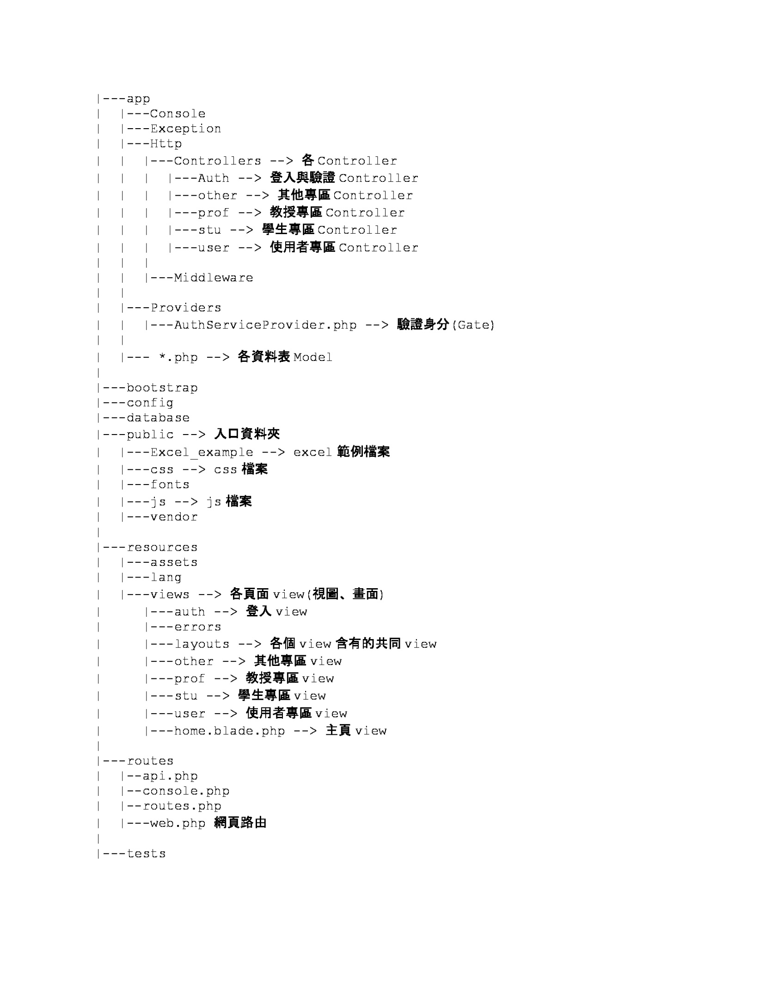 |---app
|  |---Console
|  |---Exception
|  |---Http
|  |  |---Controllers --> 各Controller
|  |  |  |---Auth --> 登入與驗證Controller
|  |  |  |---other --> 其他專區Controller
|  |  |  |---prof --> 教授專區Controller
|  |  |  |---stu --> 學生專區Controller
|  |  |  |---user --> 使用者專區Controller
|  |  |
|  |  |---Middleware
|  |
|  |---Providers
|  |  |---AuthServiceProvider.php --> 驗證身分(Gate)
|  |
|  |--- *.php --> 各資料表Model
|
|---bootstrap
|---config
|---database
|---public --> 入口資料夾
|  |---Excel_example --> excel範例檔案
|  |---css --> css檔案
|  |---fonts
|  |---js --> js檔案
|  |---vendor
|
|---resources
|  |---assets
|  |---lang
|  |---views --> 各頁面view(視圖、畫面)
|     |---auth --> 登入view
|     |---errors
|     |---layouts --> 各個view含有的共同view
|     |---other --> 其他專區view
|     |---prof --> 教授專區view
|     |---stu --> 學生專區view
|     |---user --> 使用者專區view
|     |---home.blade.php --> 主頁view
|
|---routes
|  |--api.php
|  |--console.php
|  |--routes.php
|  |---web.php 網頁路由
|
|---tests